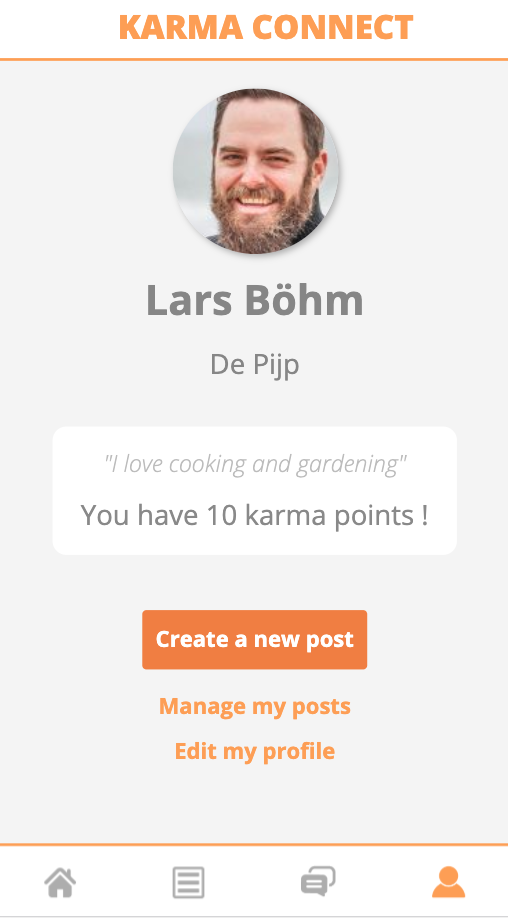 KARMA CONNECT
Lars Böhm
De Pijp
"I love cooking and gardening"
You have 10 karma points !
Create a new post
Manage my posts
Edit my profile